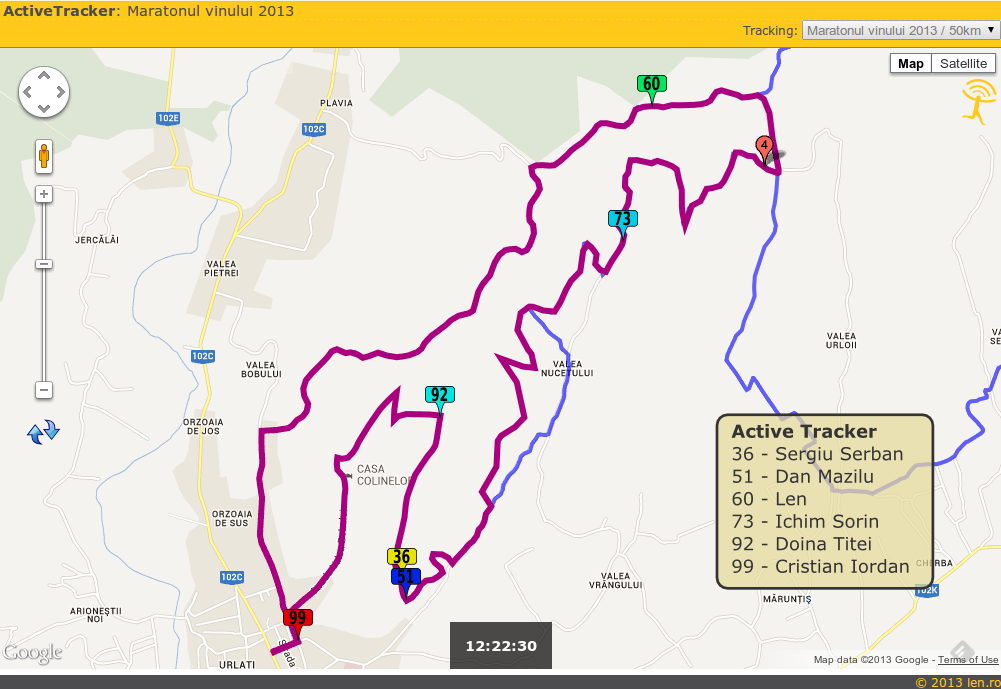 ActiveTracker: Maratonul vinului 2013
Tracking: Maratonul vinului 2013 / 50km
Map Satellite
60
PLAVIA
102E
102C
4
73
JERCĂLĂI
VALEA
PIETREI
VALEA
URLOII
102C
VALEA
BOBULUI
VALEA
NUCETULUI
92
ORZOAIA
DE JOS
CASA
COLINELOR
ORZOAIA
DE SUS
Active Tracker
36 - Sergiu Serban
51 - Dan Mazilu
60 - Len
73 - Ichim Sorin
92 - Doina Titei
99 - Cristian Iordan
36
51
102C
VALEA
VRÂNGULUI
CHERBA
102K
MĂRUNȚIȘ
ARIONEȘTII
NOI
99
12:22:30
Google
URLAȚI
Map data ©2013 Google - Terms of Use
© 2013 len.ro